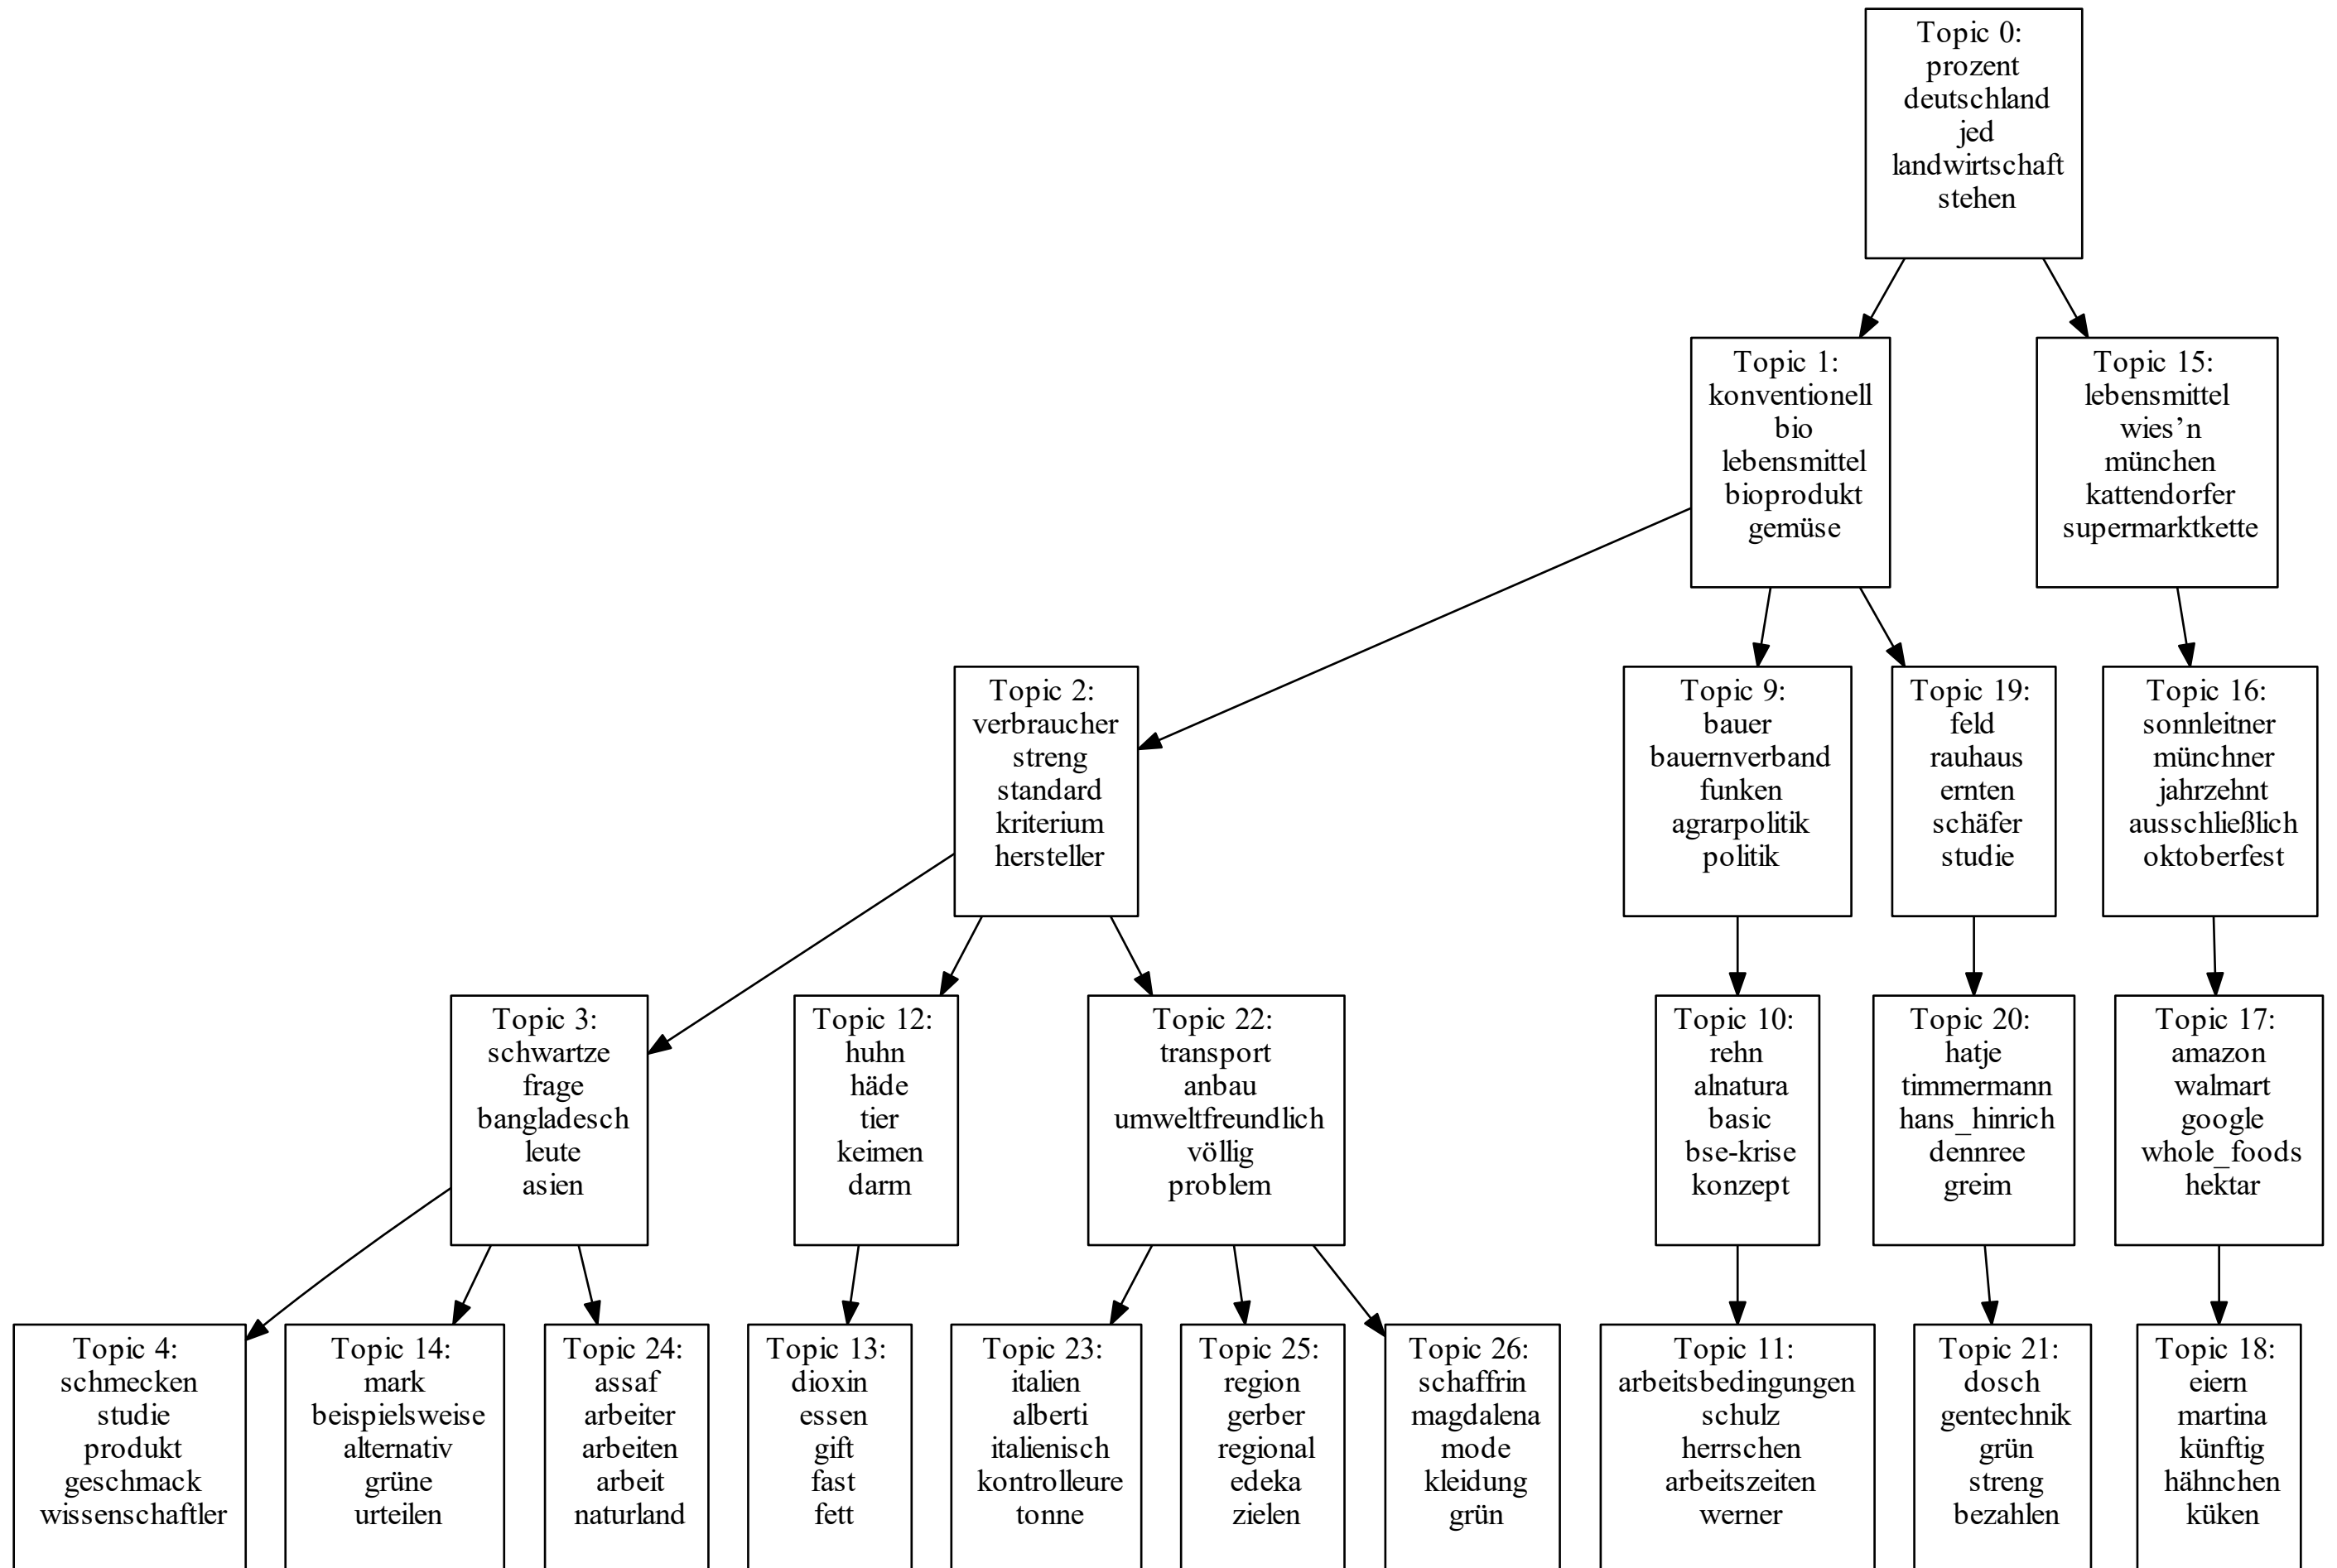 Topic 0:
prozent
deutschland
jed
landwirtschaft
stehen
Topic 1:
konventionell
bio
lebensmittel
bioprodukt
gemüse
Topic 15:
lebensmittel
wies’n
münchen
kattendorfer
supermarktkette
Topic 2:
verbraucher
streng
standard
kriterium
hersteller
Topic 9:
bauer
bauernverband
funken
agrarpolitik
politik
Topic 19:
feld
rauhaus
ernten
schäfer
studie
Topic 16:
sonnleitner
münchner
jahrzehnt
ausschließlich
oktoberfest
Topic 3:
schwartze
frage
bangladesch
leute
asien
Topic 12:
huhn
häde
tier
keimen
darm
Topic 22:
transport
anbau
umweltfreundlich
völlig
problem
Topic 10:
rehn
alnatura
basic
bse-krise
konzept
Topic 20:
hatje
timmermann
hans_hinrich
dennree
greim
Topic 17:
amazon
walmart
google
whole_foods
hektar
Topic 4:
schmecken
studie
produkt
geschmack
wissenschaftler
Topic 14:
mark
beispielsweise
alternativ
grüne
urteilen
Topic 24:
assaf
arbeiter
arbeiten
arbeit
naturland
Topic 13:
dioxin
essen
gift
fast
fett
Topic 23:
italien
alberti
italienisch
kontrolleure
tonne
Topic 25:
region
gerber
regional
edeka
zielen
Topic 26:
schaffrin
magdalena
mode
kleidung
grün
Topic 11:
arbeitsbedingungen
schulz
herrschen
arbeitszeiten
werner
Topic 21:
dosch
gentechnik
grün
streng
bezahlen
Topic 18:
eiern
martina
künftig
hähnchen
küken